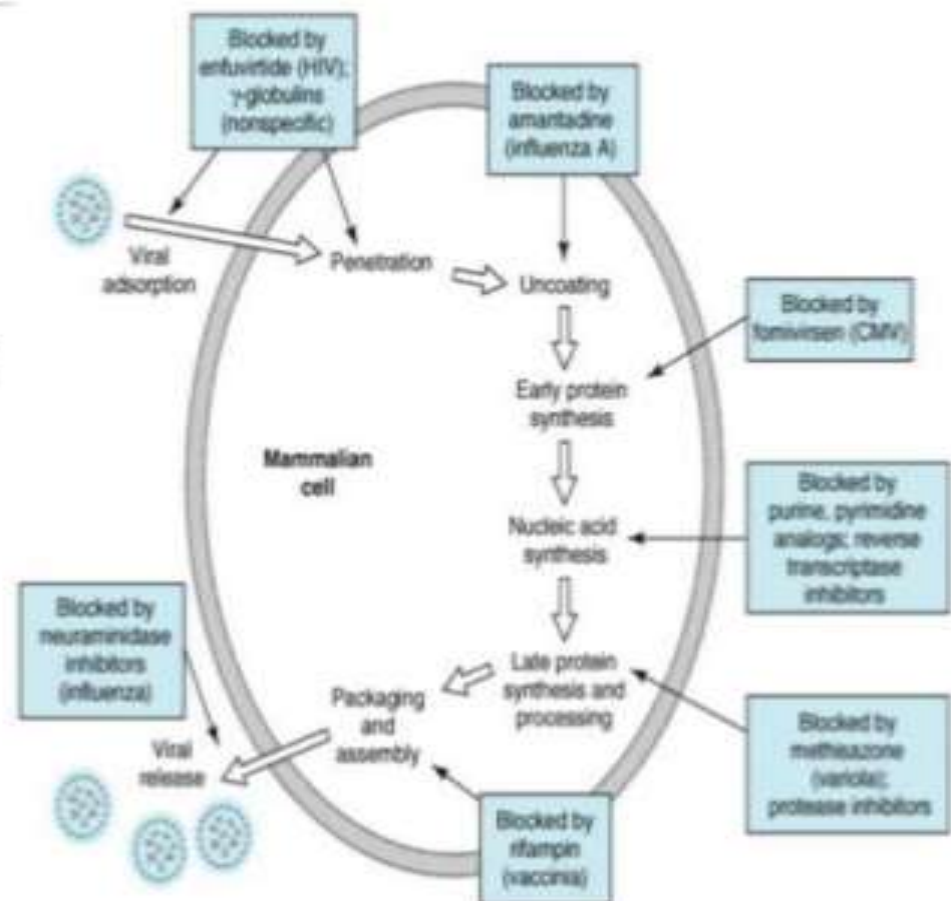 Blocked by
enfuvirtide (HIV);
γ-globulins
(nonspecific)
Blocked by
amantadine
(influenza A)
Viral
adsorption
Penetration
Uncoating
Blocked by
fomivirsen (CMV)
Early protein
synthesis
Mammalian
cell
Nucleic acid
synthesis
Blocked by
purine, pyrimidine
analogs; reverse
transcriptase
inhibitors
Blocked by
neuraminidase
inhibitors
(influenza)
Late protein
synthesis and
processing
Packaging
and
assembly
Viral
release
Blocked by
methisazone
(variola);
protease inhibitors
Blocked by
rifampin
(vaccinia)